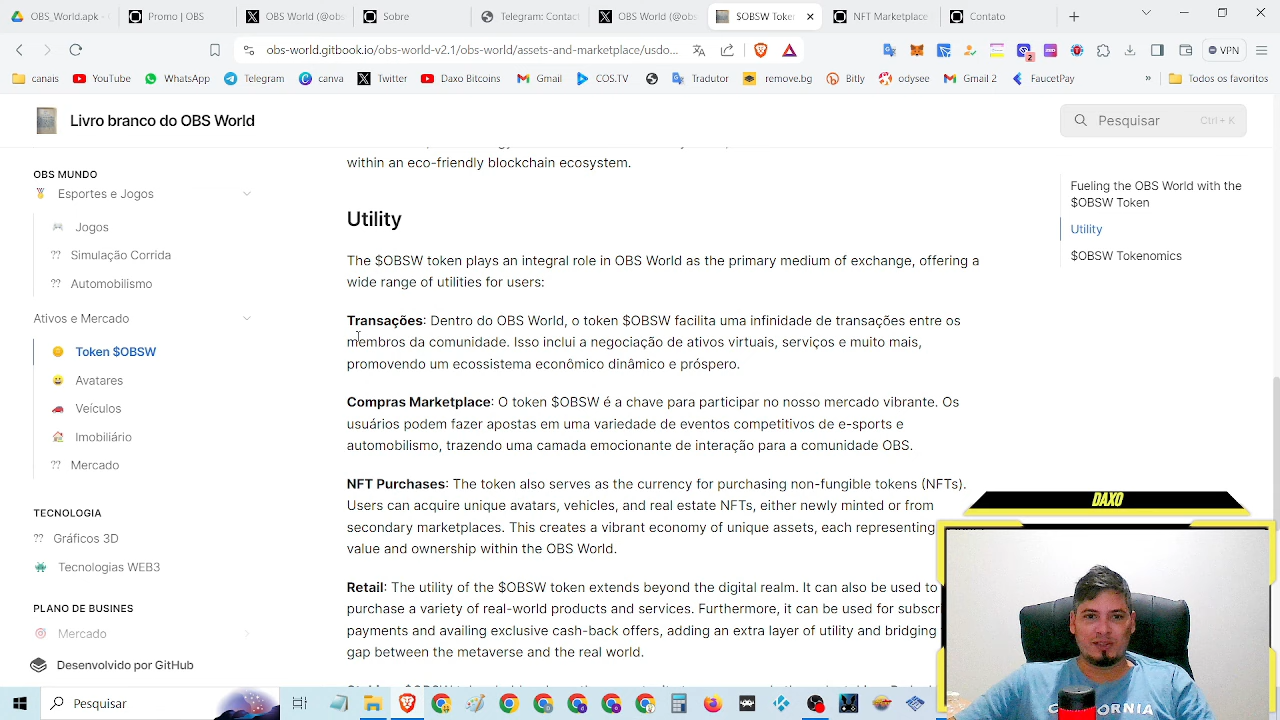 OBS_World.apk -
Promo | OBS
OBS World (@obs
Sobre
Telegram: Contact
OBS World (@obs
$OBSW Token
NFT Marketplace
Contato
obs-world.gitbook.io/obs-world-v2.1/obs-world/assets-and-marketplace/usdo...
2
VPN
canais
YouTube
WhatsApp
Telegram
canva
Twitter
Daxo Bitcoins
Gmail
COS.TV
Tradutor
remove.bg
Bitly
odysee
Gmail 2
FaucetPay
»
Todos os favoritos
Livro branco do OBS World
Pesquisar
Ctrl + K
OBS MUNDO
Esportes e Jogos
Jogos
?? Simulação Corrida
?? Automobilismo
Ativos e Mercado
Token $OBSW
Avatares
Veículos
Imobiliário
?? Mercado
TECNOLOGIA
?? Gráficos 3D
Tecnologias WEB3
PLANO DE BUSINES
Mercado
Desenvolvido por GitHub
within an eco-friendly blockchain ecosystem.
Utility
The $OBSW token plays an integral role in OBS World as the primary medium of exchange, offering a
wide range of utilities for users:
Transações: Dentro do OBS World, o token $OBSW facilita uma infinidade de transações entre os
membros da comunidade. Isso inclui a negociação de ativos virtuais, serviços e muito mais,
promovendo um ecossistema econômico dinâmico e próspero.
Compras Marketplace: O token $OBSW é a chave para participar no nosso mercado vibrante. Os
usuários podem fazer apostas em uma variedade de eventos competitivos de e-sports e
automobilismo, trazendo uma camada emocionante de interação para a comunidade OBS.
NFT Purchases: The token also serves as the currency for purchasing non-fungible tokens (NFTs).
Users can acquire unique avatars, vehicles, and real estate NFTs, either newly minted or from
secondary marketplaces. This creates a vibrant economy of unique assets, each representing
value and ownership within the OBS World.
Retail: The utility of the $OBSW token extends beyond the digital realm. It can also be used to
purchase a variety of real-world products and services. Furthermore, it can be used for subscr
payments and availing exclusive cash-back offers, adding an extra layer of utility and bridging
gap between the metaverse and the real world.
Fueling the OBS World with the
$OBSW Token
Utility
$OBSW Tokenomics
DAXO
CALIFORNIA
Pesquisar